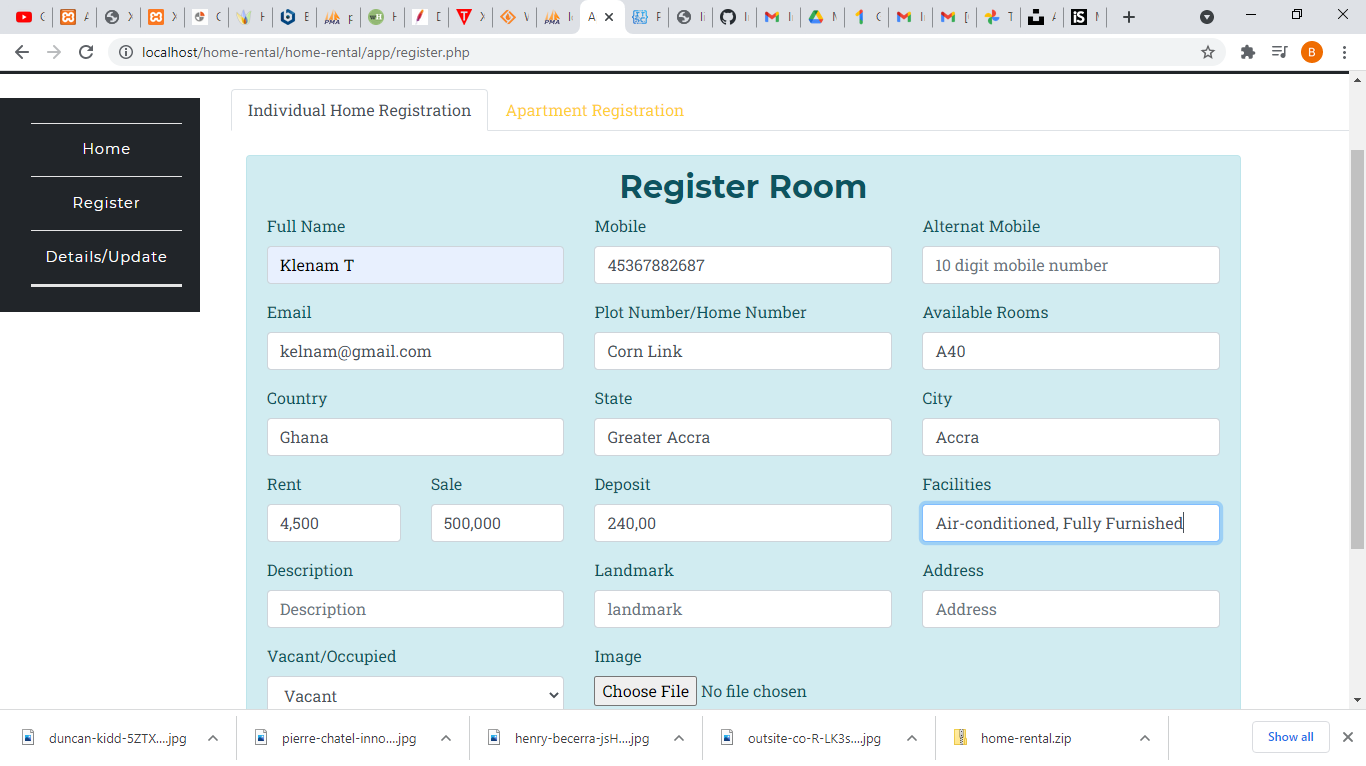 localhost/home-rental/home-rental/app/register.php
B
Home
Register
Details/Update
Individual Home Registration
Apartment Registration
Register Room
Full Name
Mobile
Alternat Mobile
Klenam T
45367882687
10 digit mobile number
Email
Plot Number/Home Number
Available Rooms
kelnam@gmail.com
Corn Link
A40
Country
State
City
Ghana
Greater Accra
Accra
Rent
Sale
Deposit
Facilities
4,500
500,000
240,00
Air-conditioned, Fully Furnished
Description
Landmark
Address
Description
landmark
Address
Vacant/Occupied
Image
Vacant
Choose File
No file chosen
duncan-kidd-5ZTX....jpg
pierre-chatel-inno....jpg
henry-becerra-jsH....jpg
outsite-co-R-LK3s....jpg
home-rental.zip
Show all